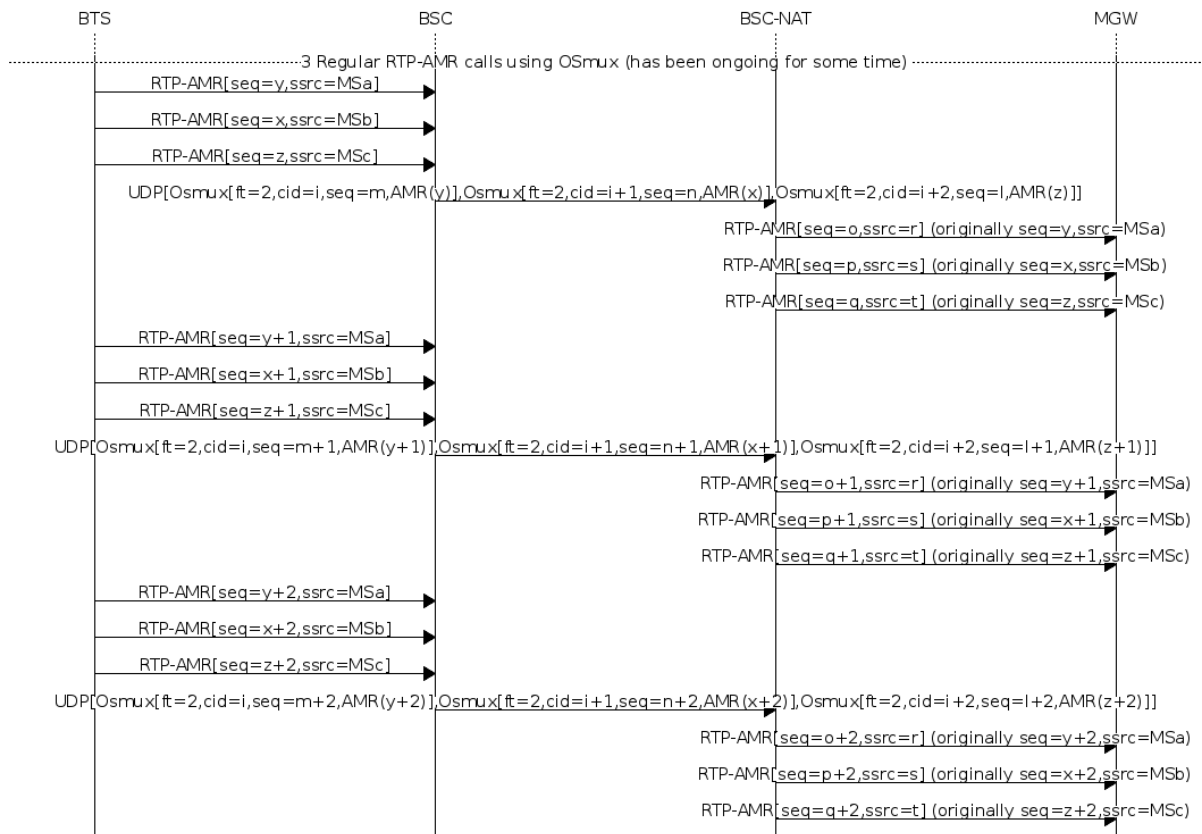 BTS BSC BSC-NAT MGW
3 Regular RTP-AMR calls using OSmux (has been ongoing for some time)
RTP-AMR[seq=y,ssrc=MSa]
RTP-AMR[seq=x,ssrc=MSb]
RTP-AMR[seq=z,ssrc=MSc]
UDP[Osmux[ft=2,cid=i,seq=m,AMR(y)],Osmux[ft=2,cid=i+1,seq=n,AMR(x)],Osmux[ft=2,cid=i+2,seq=l,AMR(z)]]
RTP-AMR[seq=o,ssrc=r] (originally seq=y,ssrc=MSa)
RTP-AMR[seq=p,ssrc=s] (originally seq=x,ssrc=MSb)
RTP-AMR[seq=q,ssrc=t] (originally seq=z,ssrc=MSc)
RTP-AMR[seq=y+1,ssrc=MSa]
RTP-AMR[seq=x+1,ssrc=MSb]
RTP-AMR[seq=z+1,ssrc=MSc]
UDP[Osmux[ft=2,cid=i,seq=m+1,AMR(y+1)],Osmux[ft=2,cid=i+1,seq=n+1,AMR(x+1)],Osmux[ft=2,cid=i+2,seq=l+1,AMR(z+1)]]
RTP-AMR[seq=o+1,ssrc=r] (originally seq=y+1,ssrc=MSa)
RTP-AMR[seq=p+1,ssrc=s] (originally seq=x+1,ssrc=MSb)
RTP-AMR[seq=q+1,ssrc=t] (originally seq=z+1,ssrc=MSc)
RTP-AMR[seq=y+2,ssrc=MSa]
RTP-AMR[seq=x+2,ssrc=MSb]
RTP-AMR[seq=z+2,ssrc=MSc]
UDP[Osmux[ft=2,cid=i,seq=m+2,AMR(y+2)],Osmux[ft=2,cid=i+1,seq=n+2,AMR(x+2)],Osmux[ft=2,cid=i+2,seq=l+2,AMR(z+2)]]
RTP-AMR[seq=o+2,ssrc=r] (originally seq=y+2,ssrc=MSa)
RTP-AMR[seq=p+2,ssrc=s] (originally seq=x+2,ssrc=MSb)
RTP-AMR[seq=q+2,ssrc=t] (originally seq=z+2,ssrc=MSc)